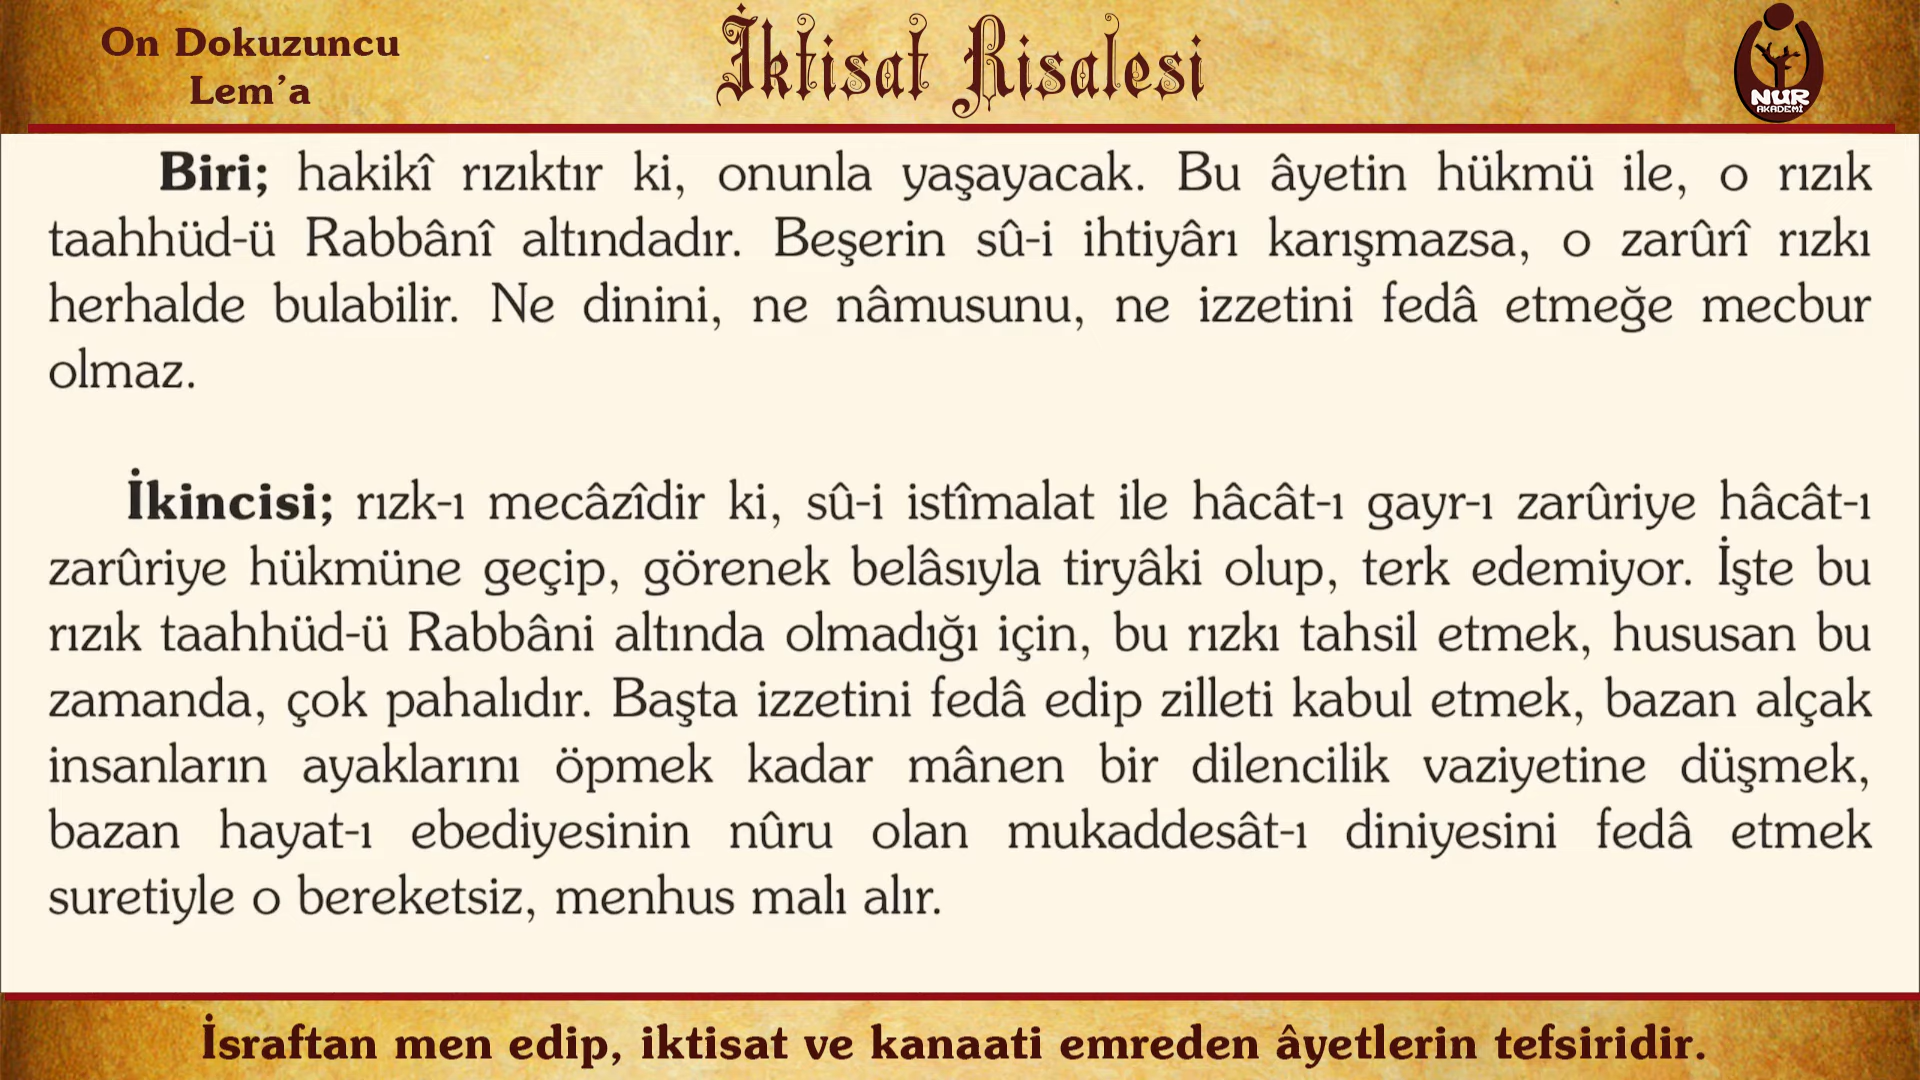 On Dokuzuncu
Lem'a
İktisat Risalesi
NUR
AKADEMİ
Biri; hakikî rızıktır ki, onunla yaşayacak. Bu âyetin hükmü ile, o rızık
taahhüd-ü Rabbânî altındadır. Beşerin sû-i ihtiyârı karışmazsa, o zarûrî rızkı
herhalde bulabilir. Ne dinini, ne nâmusunu, ne izzetini fedâ etmeğe mecbur
olmaz.
İkincisi; rızk-ı mecâzîdir ki, sû-i istîmalat ile hâcât-ı gayr-ı zarûriye hâcât-ı
zarûriye hükmüne geçip, görenek belâsıyla tiryâki olup, terk edemiyor. İşte bu
rızık taahhüd-ü Rabbâni altında olmadığı için, bu rızkı tahsil etmek, hususan bu
zamanda, çok pahalıdır. Başta izzetini fedâ edip zilleti kabul etmek, bazan alçak
insanların ayaklarını öpmek kadar mânen bir dilencilik vaziyetine düşmek,
bazan hayat-ı ebediyesinin nûru olan mukaddesât-ı diniyesini fedâ etmek
suretiyle o bereketsiz, menhus malı alır.
İsraftan men edip, iktisat ve kanaati emreden âyetlerin tefsiridir.